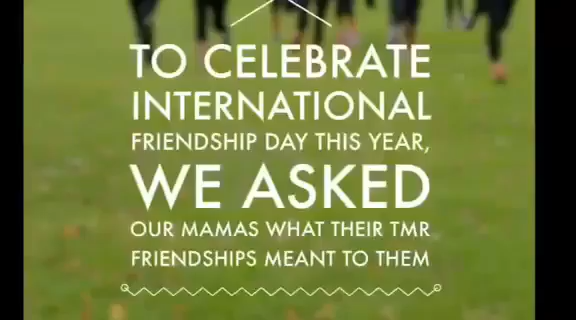 TO CELEBRATE
INTERNATIONAL
FRIENDSHIP DAY THIS YEAR,
WE ASKED
OUR MAMAS WHAT THEIR TMR
FRIENDSHIPS MEANT TO THEM